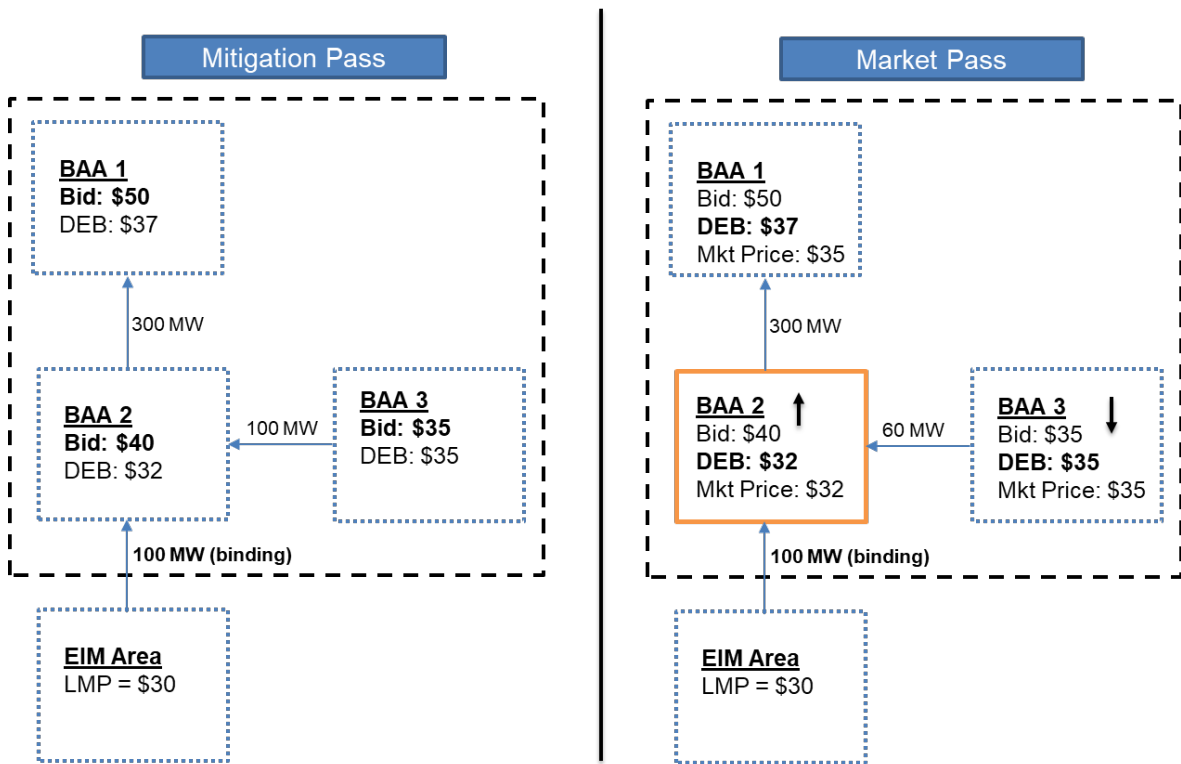 Mitigation Pass
BAA 1
Bid: $50
DEB: $37
300 MW
BAA 2
Bid: $40
DEB: $32
100 MW
BAA 3
Bid: $35
DEB: $35
100 MW (binding)
EIM Area
LMP = $30
Market Pass
BAA 1
Bid: $50
DEB: $37
Mkt Price: $35
300 MW
BAA 2
Bid: $40
DEB: $32
Mkt Price: $32
60 MW
BAA 3
Bid: $35
DEB: $35
Mkt Price: $35
100 MW (binding)
EIM Area
LMP = $30